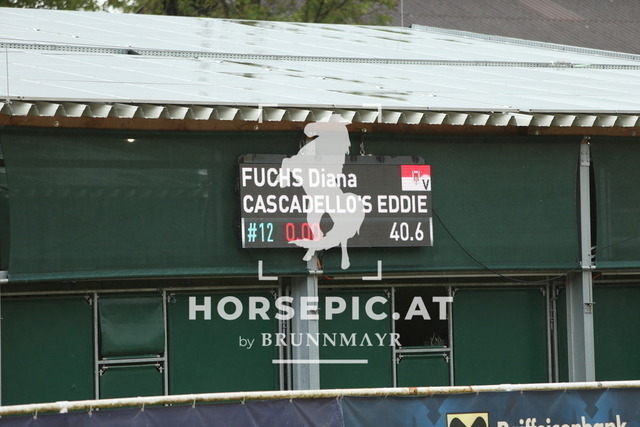 FUCHS Diana
V
CASCADELLO'S EDDIE
#12 0.00 40.6
HORSEPIC.AT
by BRUNNMAYR
Raiffeisenbank